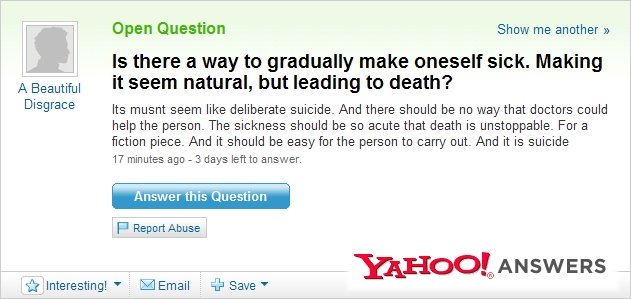 Open Question
Show me another »
Is there a way to gradually make oneself sick. Making
it seem natural, but leading to death?
A Beautiful
Disgrace
Its musnt seem like deliberate suicide. And there should be no way that doctors could
help the person. The sickness should be so acute that death is unstoppable. For a
fiction piece. And it should be easy for the person to carry out. And it is suicide
17 minutes ago - 3 days left to answer.
Answer this Question
Report Abuse
Interesting!
Email
Save
YAHOO! ANSWERS